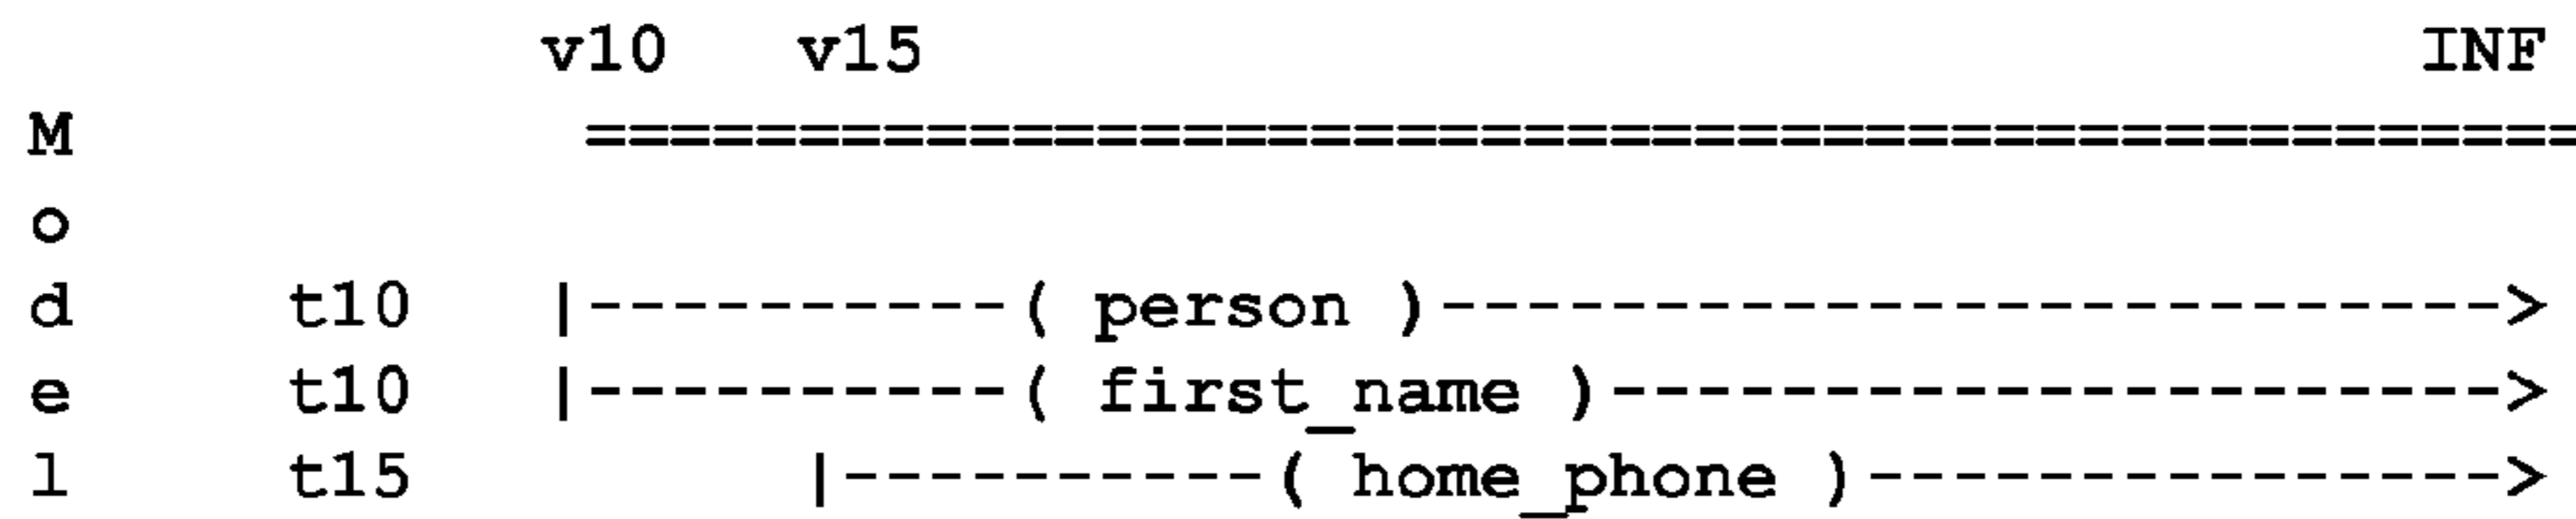 v10   v15                                   INF
M            ===============================================
o
d     t10   |----------( person )------------------------->
e     t10   |----------( first_name )--------------------->
l     t15         |----------( home_phone )--------------->